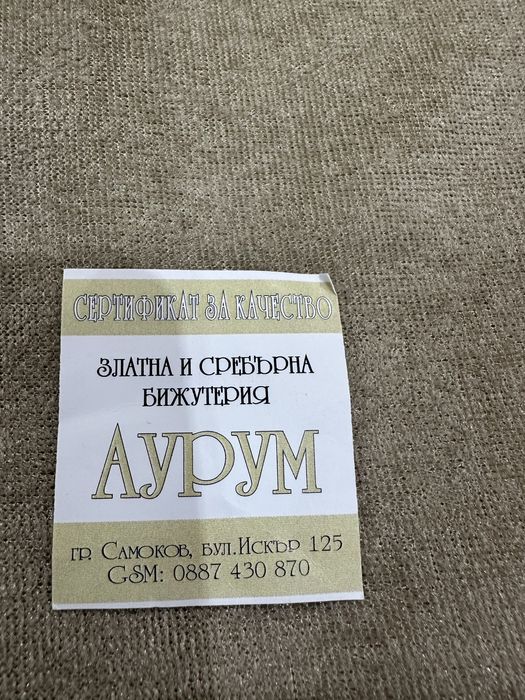 СЕРТИФИКАТ ЗА КАЧЕСТВО
ЗЛАТНА И СРЕБЪРНА
БИЖУТЕРИЯ
АУРУМ
ГР. САМОКОВ, БУЛ.ИСКЪР 125
GSM: 0887 430 870